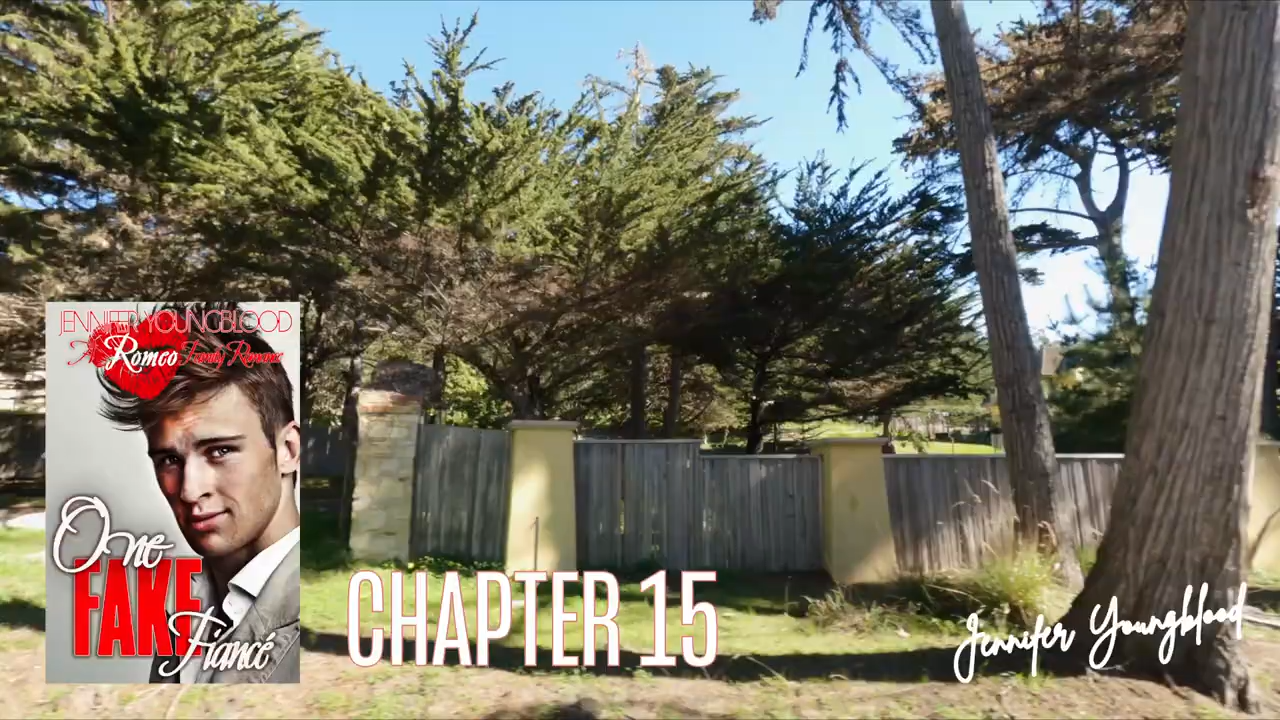 JENNIFER YOUNGBLOOD
A Romeo Family Romance
One
FAKE
Fiancé
CHAPTER 15
Jennifer Youngblood